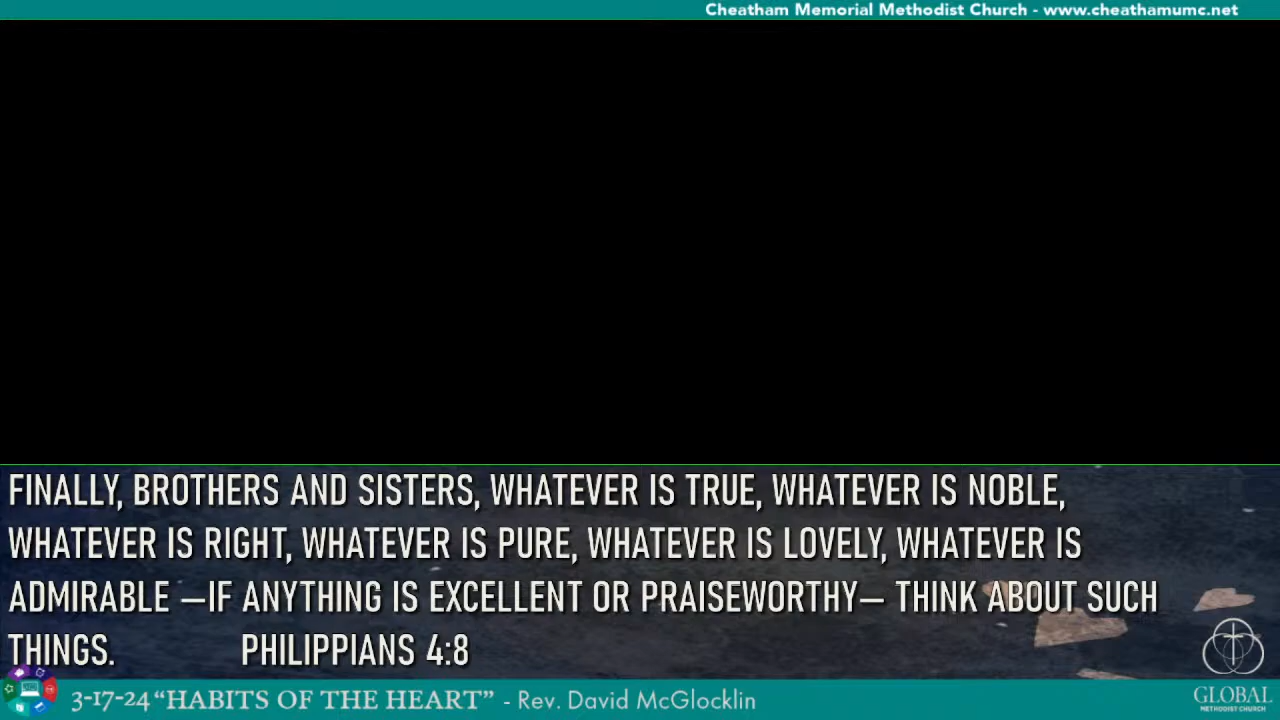 Cheatham Memorial Methodist Church - www.cheathamumc.net
FINALLY, BROTHERS AND SISTERS, WHATEVER IS TRUE, WHATEVER IS NOBLE,
WHATEVER IS RIGHT, WHATEVER IS PURE, WHATEVER IS LOVELY, WHATEVER IS
ADMIRABLE —IF ANYTHING IS EXCELLENT OR PRAISEWORTHY— THINK ABOUT SUCH
THINGS. PHILIPPIANS 4:8
3-17-24 “HABITS OF THE HEART” - Rev. David McGlocklin
GLOBAL
METHODIST CHURCH